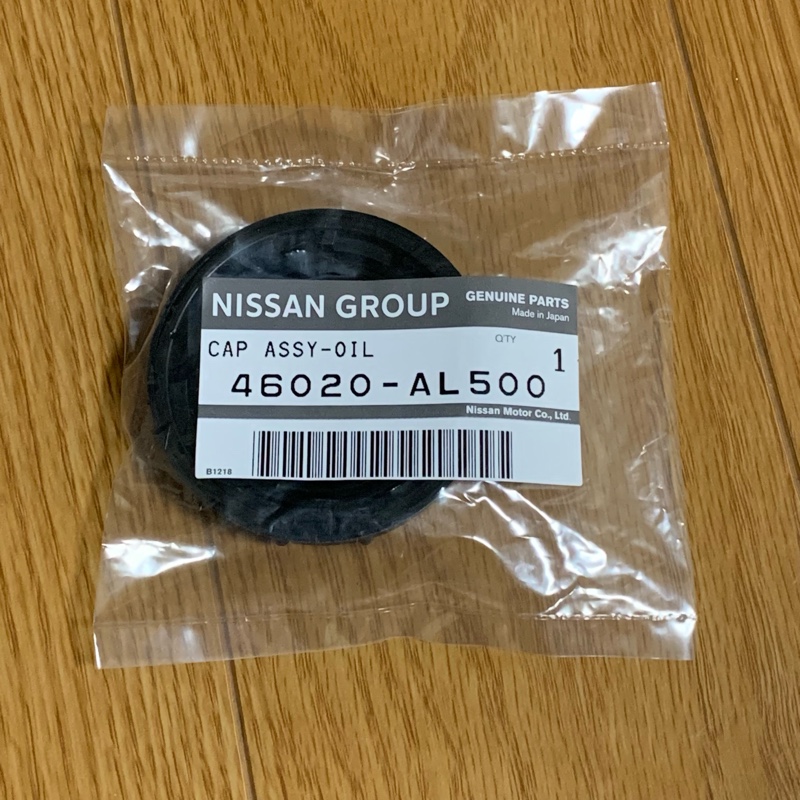 NISSAN GROUP
GENUINE PARTS
Made in Japan
CAP ASSY-OIL
QTY
1
46020-AL500
Nissan Motor Co., Ltd.
B1218